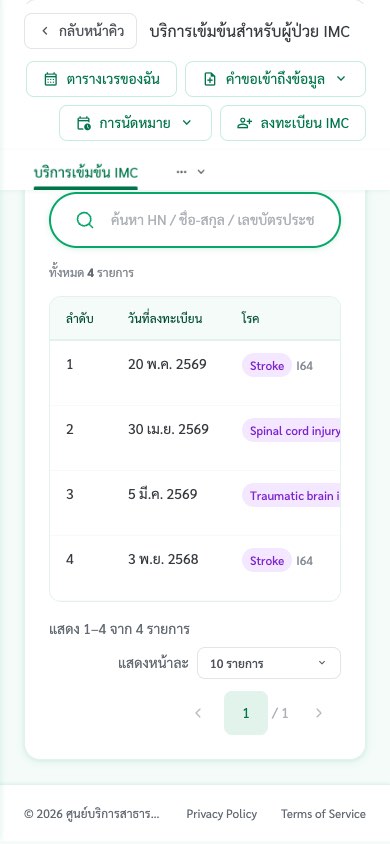 กลับหน้าคิว บริการเข้มข้นสำหรับผู้ป่วย IMC
ตารางเวรของฉัน คำขอเข้าถึงข้อมูล
การนัดหมาย ลงทะเบียน IMC
บริการเข้มข้น IMC ...
ค้นหา HN / ชื่อ-สกุล / เลขบัตรประช
ทั้งหมด 4 รายการ
ลำดับ วันที่ลงทะเบียน โรค
1 20 พ.ค. 2569 Stroke I64
2 30 เม.ย. 2569 Spinal cord injury
3 5 มี.ค. 2569 Traumatic brain i
4 3 พ.ย. 2568 Stroke I64
แสดง 1–4 จาก 4 รายการ
แสดงหน้าละ 10 รายการ
1 / 1
© 2026 ศูนย์บริการสาธาร... Privacy Policy Terms of Service